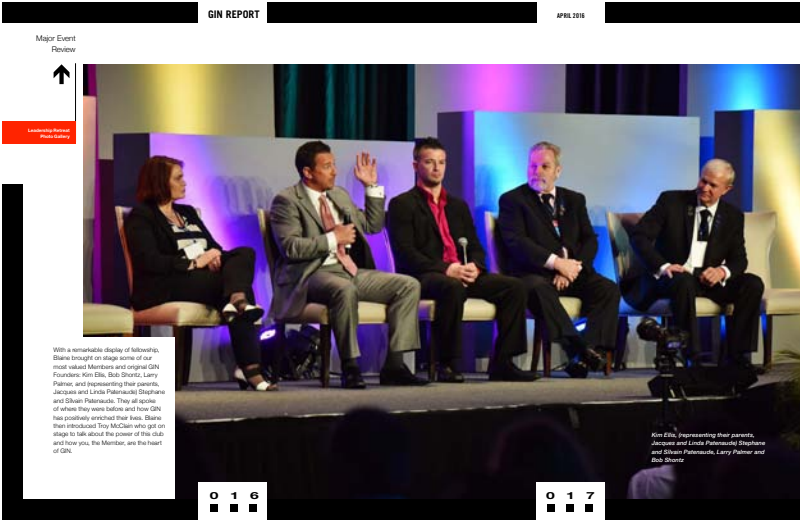 GIN REPORT
APRIL 2016
Major Event
Review
Leadership Retreat
Photo Gallery
With a remarkable display of fellowship,
Blaine brought on stage some of our
most valued Members and original GIN
Founders: Kim Ellis, Bob Shontz, Larry
Palmer, and (representing their parents,
Jacques and Linda Patenaude) Stephane
and Silvain Patenaude. They all spoke
of where they were before and how GIN
has positively enriched their lives. Blaine
then introduced Troy McClain who got on
stage to talk about the power of this club
and how you, the Member, are the heart
of GIN.
Kim Ellis, (representing their parents,
Jacques and Linda Patenaude) Stephane
and Silvain Patenaude, Larry Palmer and
Bob Shontz
0 1 6
0 1 7